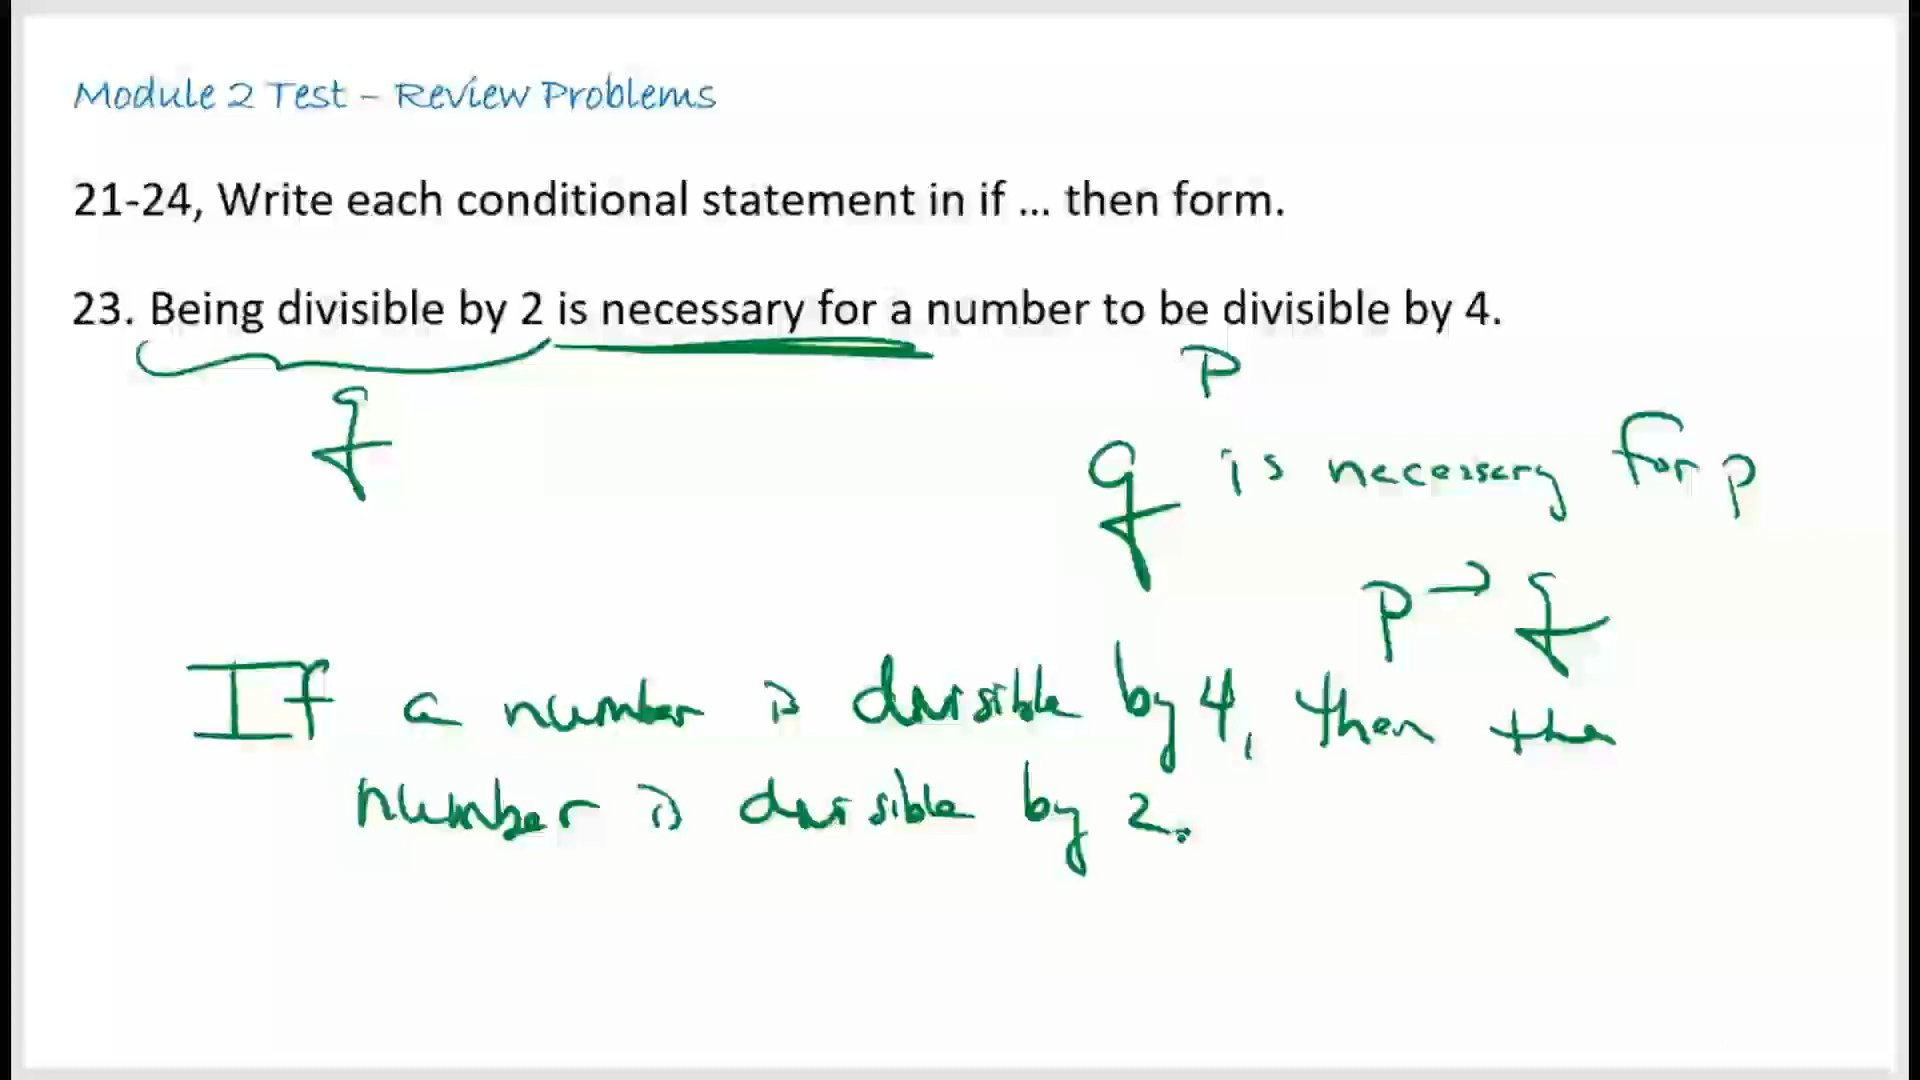 Module 2 Test – Review Problems
21-24, Write each conditional statement in if ... then form.
23. Being divisible by 2 is necessary for a number to be divisible by 4.
p
q
q is necessary for p
p → q
If a number is divisible by 4, then the
number is divisible by 2.